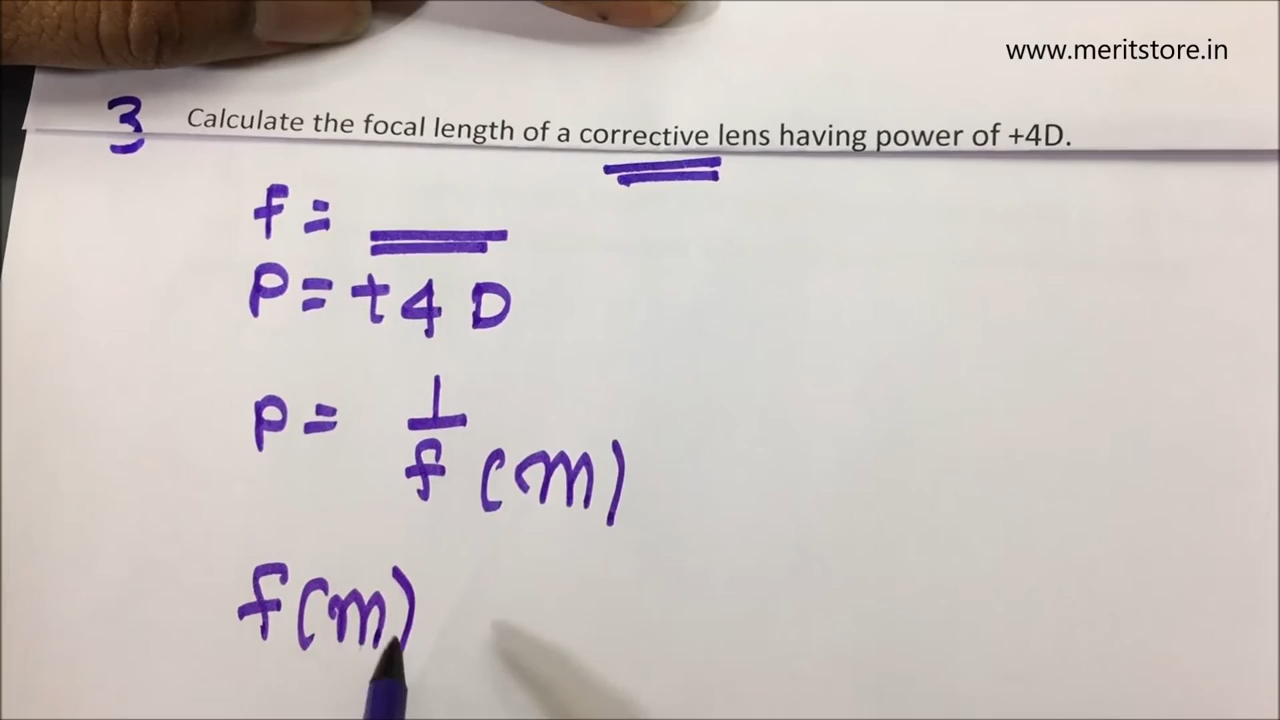 www.meritstore.in
3 Calculate the focal length of a corrective lens having power of +4D.
f =
P = +4 D
P = 1/f (m)
f(m)